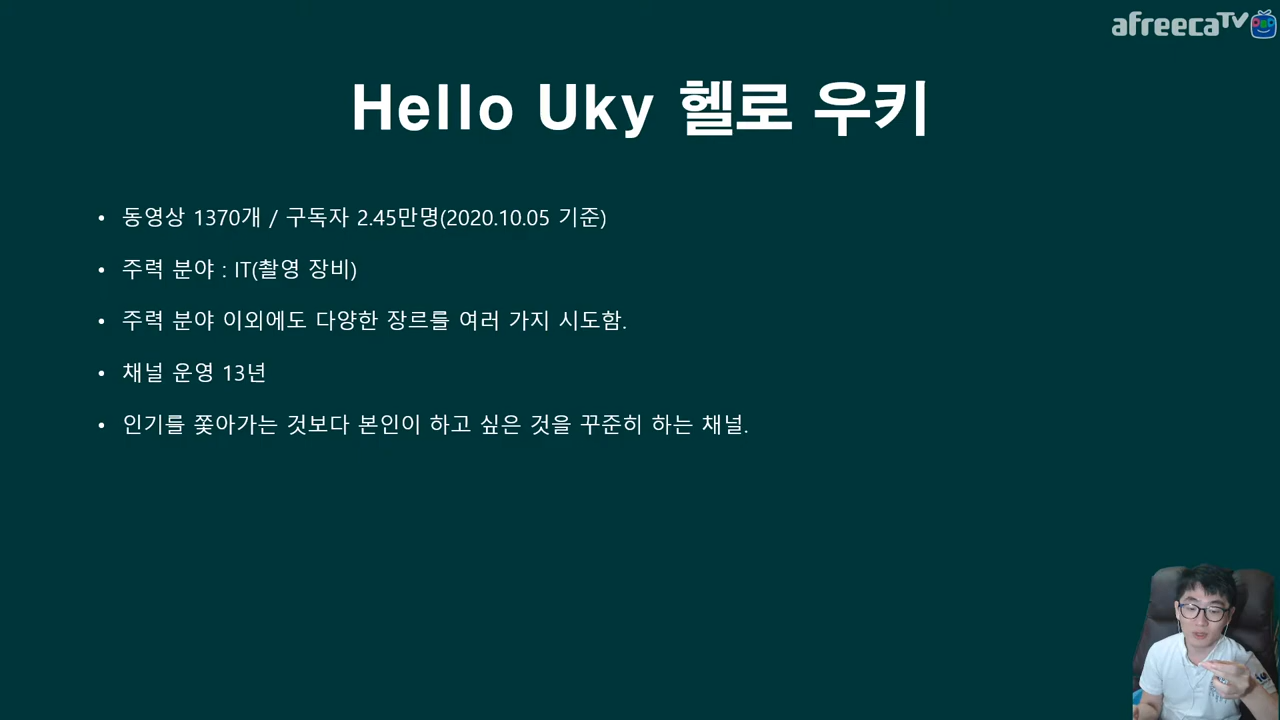 afreecaTV
Hello Uky 헬로 우키
• 동영상 1370개 / 구독자 2.45만명(2020.10.05 기준)
• 주력 분야 : IT(촬영 장비)
• 주력 분야 이외에도 다양한 장르를 여러 가지 시도함.
• 채널 운영 13년
• 인기를 쫓아가는 것보다 본인이 하고 싶은 것을 꾸준히 하는 채널.